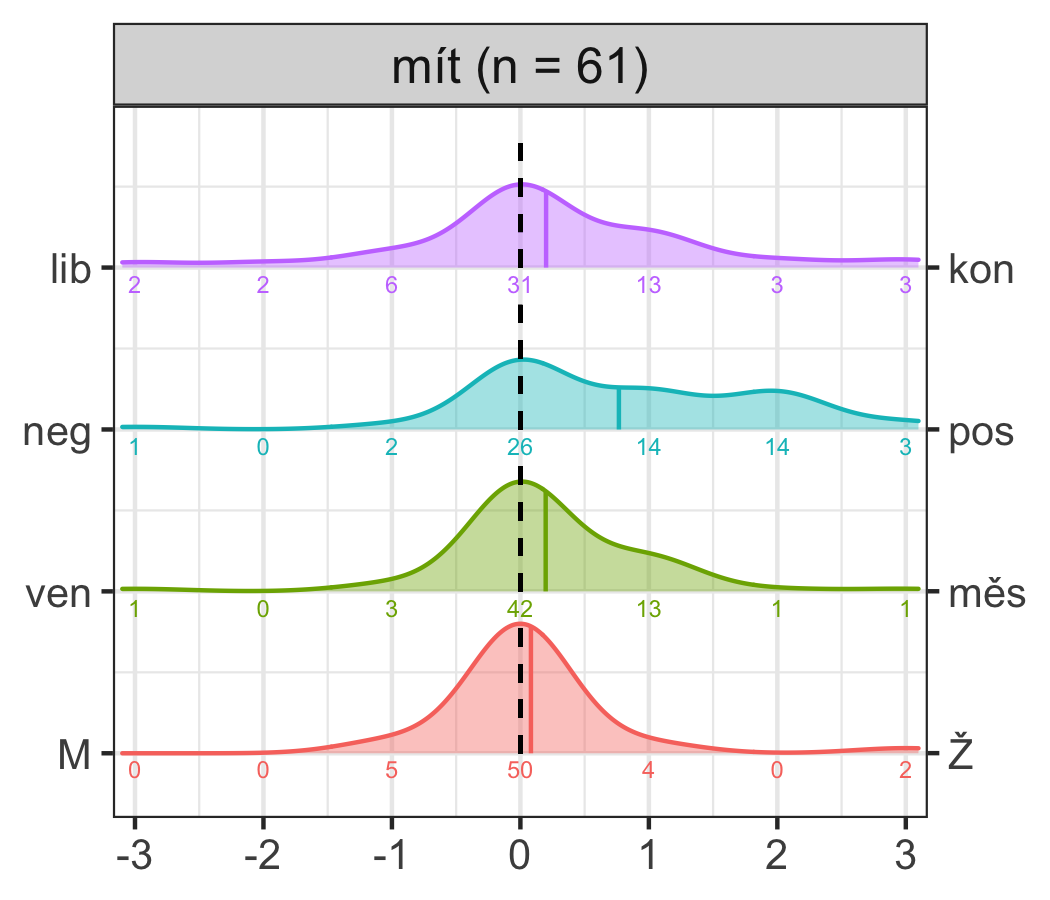 mít (n = 61)
lib kon
2 2 6 31 13 3 3
neg pos
1 0 2 26 14 14 3
ven měs
1 0 3 42 13 1 1
M Ž
0 0 5 50 4 0 2
-3 -2 -1 0 1 2 3